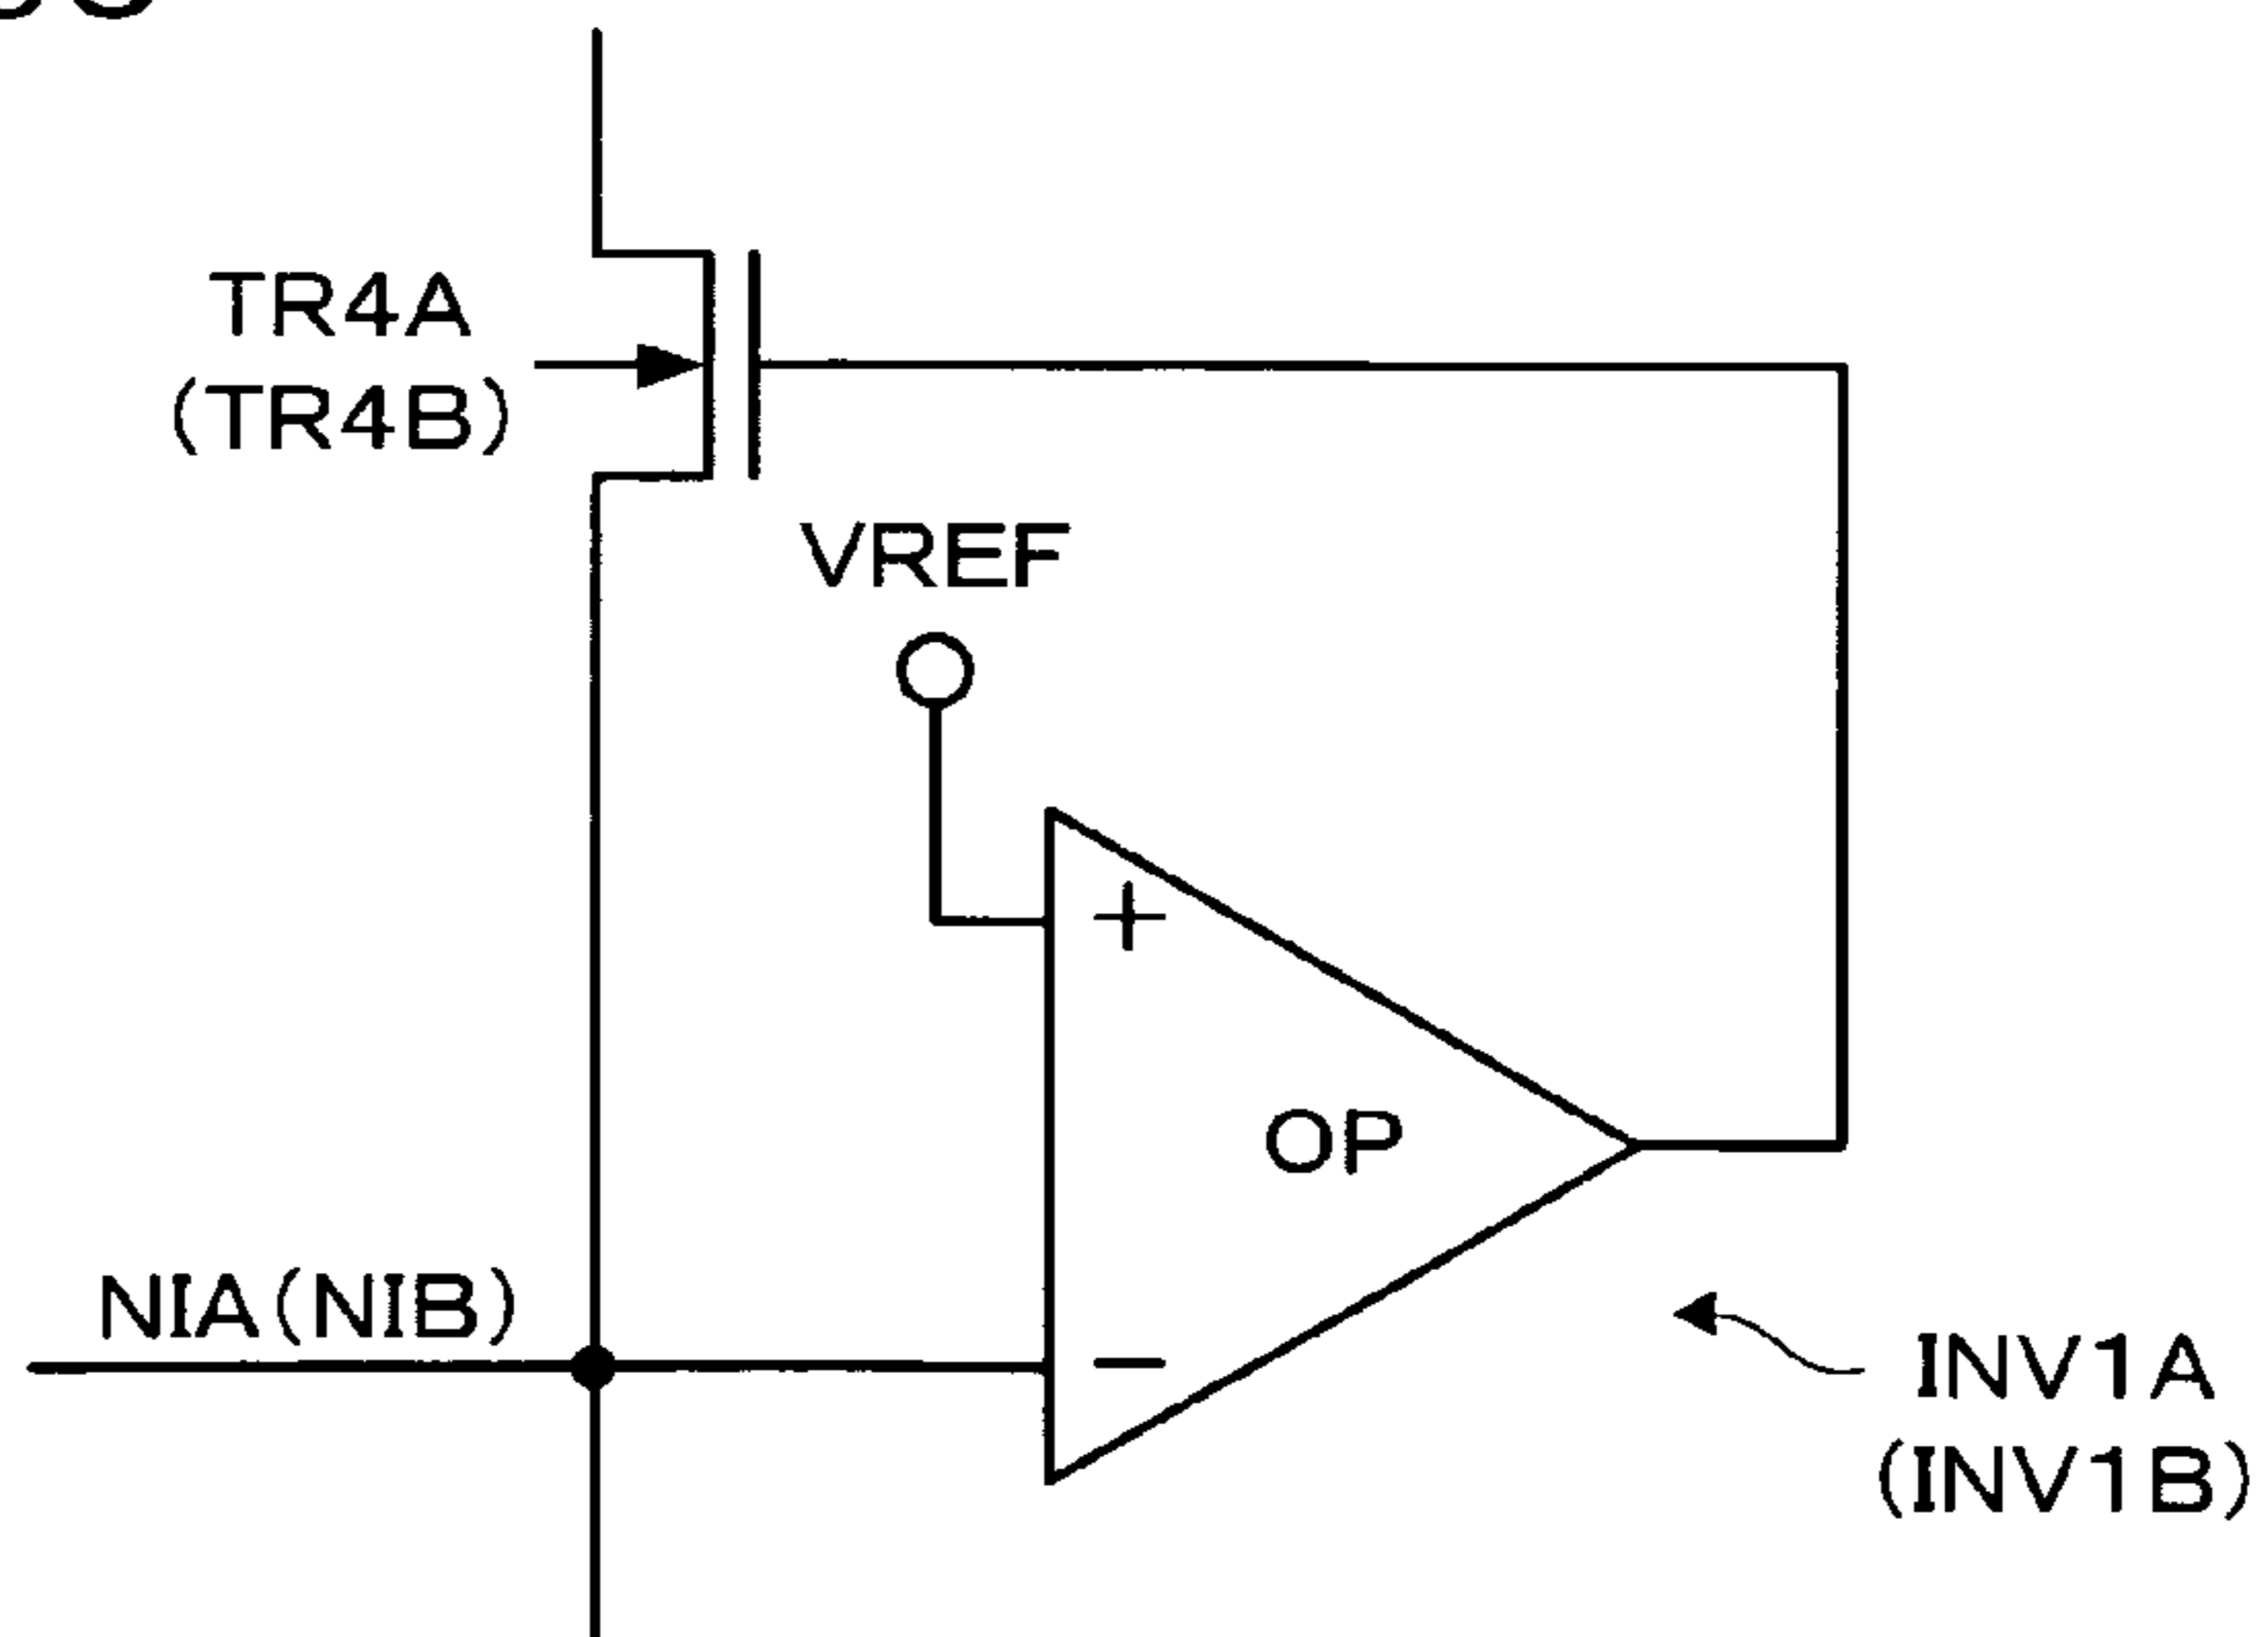 TR4A
(TR4B)
VREF
+
OP
NIA(NIB)
−
INV1A
(INV1B)